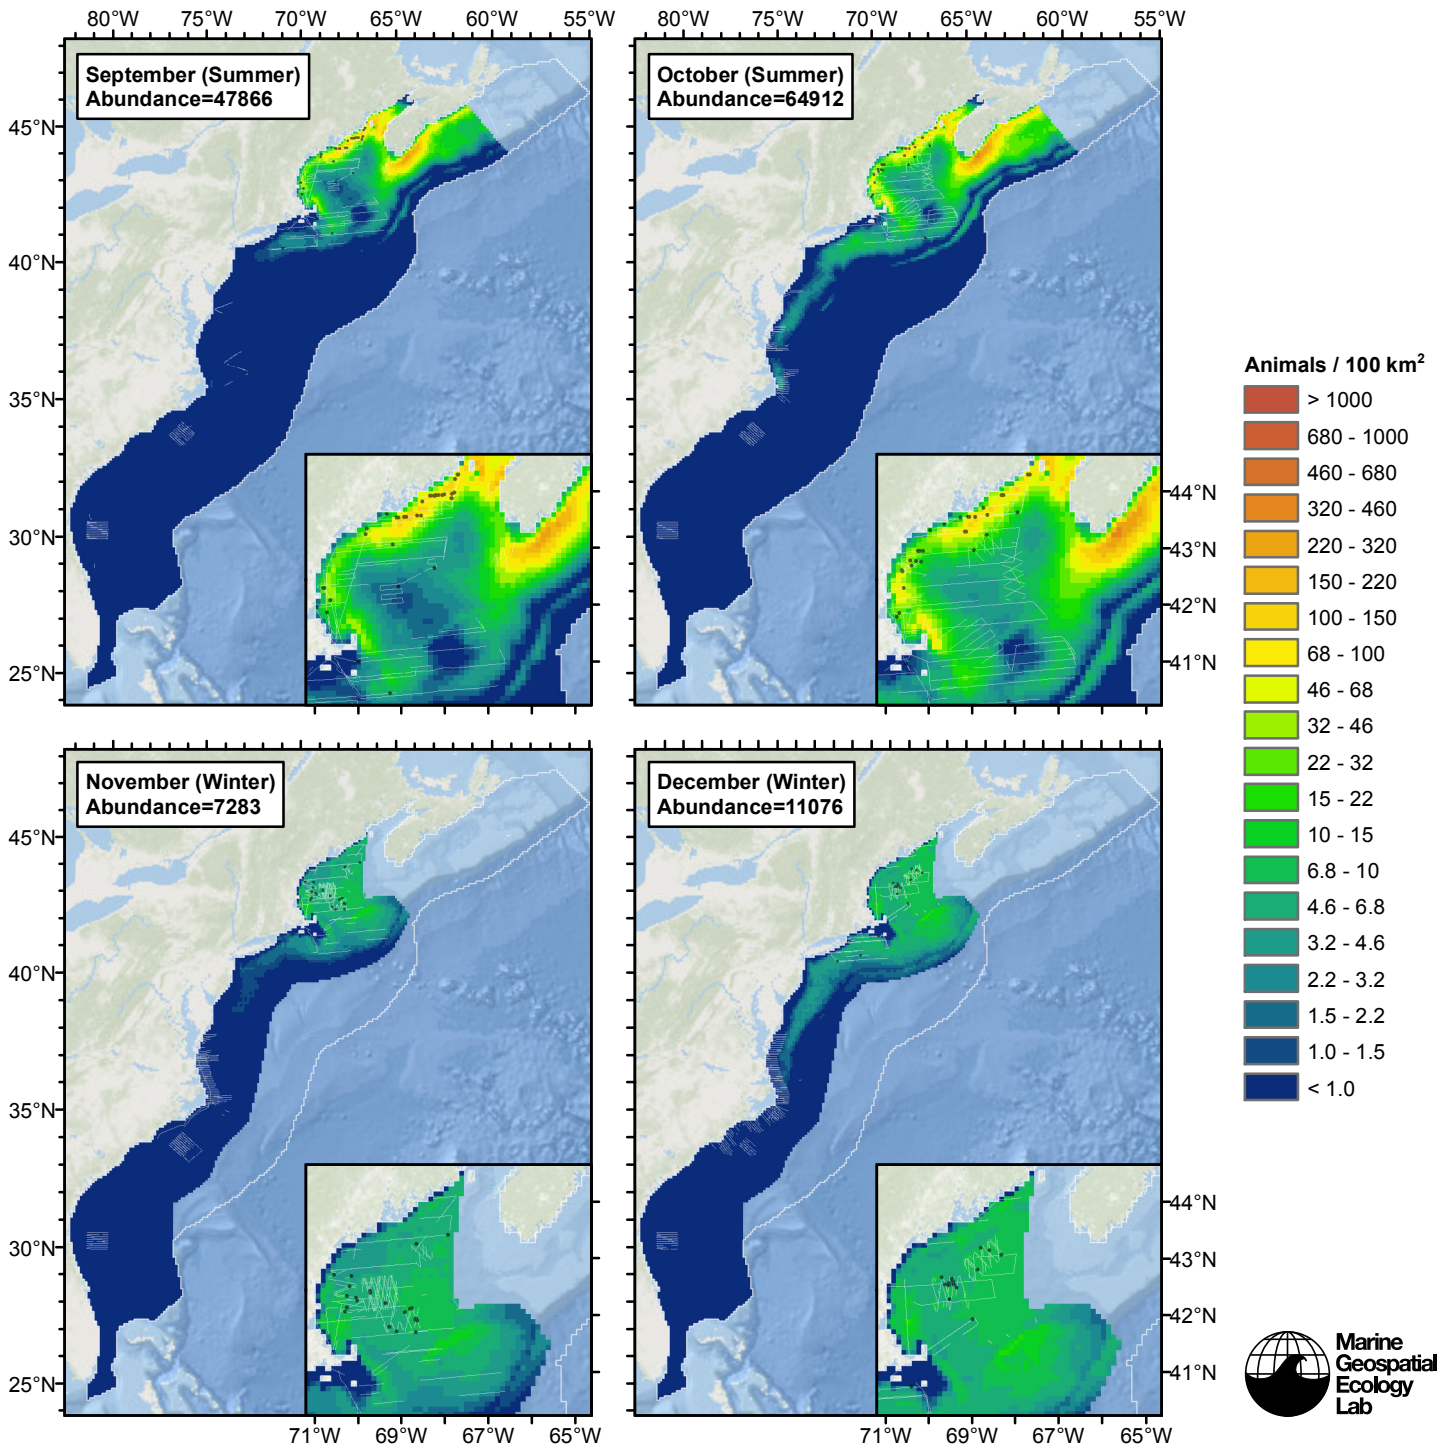 80°W 75°W 70°W 65°W 60°W 55°W 80°W 75°W 70°W 65°W 60°W 55°W
September (Summer)
Abundance=47866
October (Summer)
Abundance=64912
45°N
40°N
35°N
30°N
25°N
44°N
43°N
42°N
41°N
November (Winter)
Abundance=7283
December (Winter)
Abundance=11076
45°N
40°N
35°N
30°N
25°N
44°N
43°N
42°N
41°N
71°W 69°W 67°W 65°W 71°W 69°W 67°W 65°W
Animals / 100 km²
> 1000
680 - 1000
460 - 680
320 - 460
220 - 320
150 - 220
100 - 150
68 - 100
46 - 68
32 - 46
22 - 32
15 - 22
10 - 15
6.8 - 10
4.6 - 6.8
3.2 - 4.6
2.2 - 3.2
1.5 - 2.2
1.0 - 1.5
< 1.0
Marine
Geospatial
Ecology
Lab